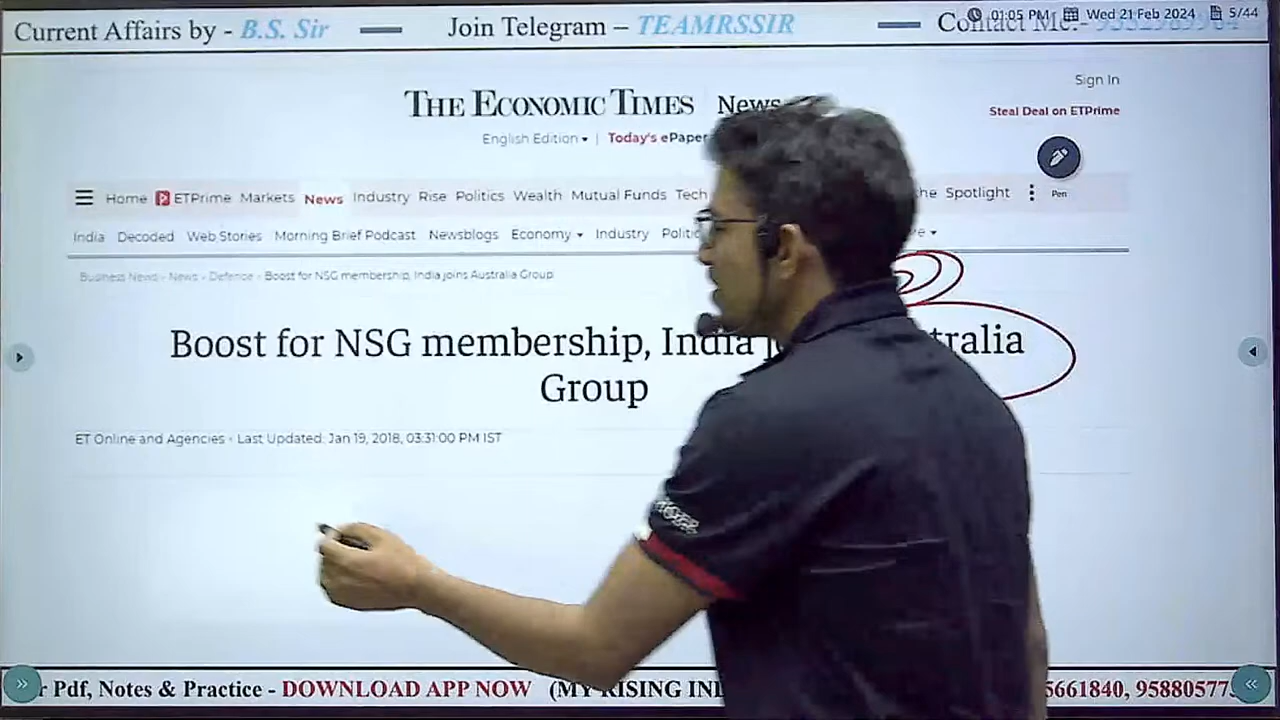 Current Affairs by - B.S. Sir
Join Telegram – TEAMRSSIR
01:05 PM Wed 21 Feb 2024 5/44
THE ECONOMIC TIMES News
Sign In
Steal Deal on ETPrime
English Edition | Today's ePaper
Pen
Home ETPrime Markets News Industry Rise Politics Wealth Mutual Funds Tech Spotlight
India Decoded Web Stories Morning Brief Podcast Newsblogs Economy Industry
Business News › News › Defence › Boost for NSG membership, India joins Australia Group
Boost for NSG membership, India
Group
ET Online and Agencies • Last Updated: Jan 19, 2018, 03:31:00 PM IST
Pdf, Notes & Practice - DOWNLOAD APP NOW (MY RISING